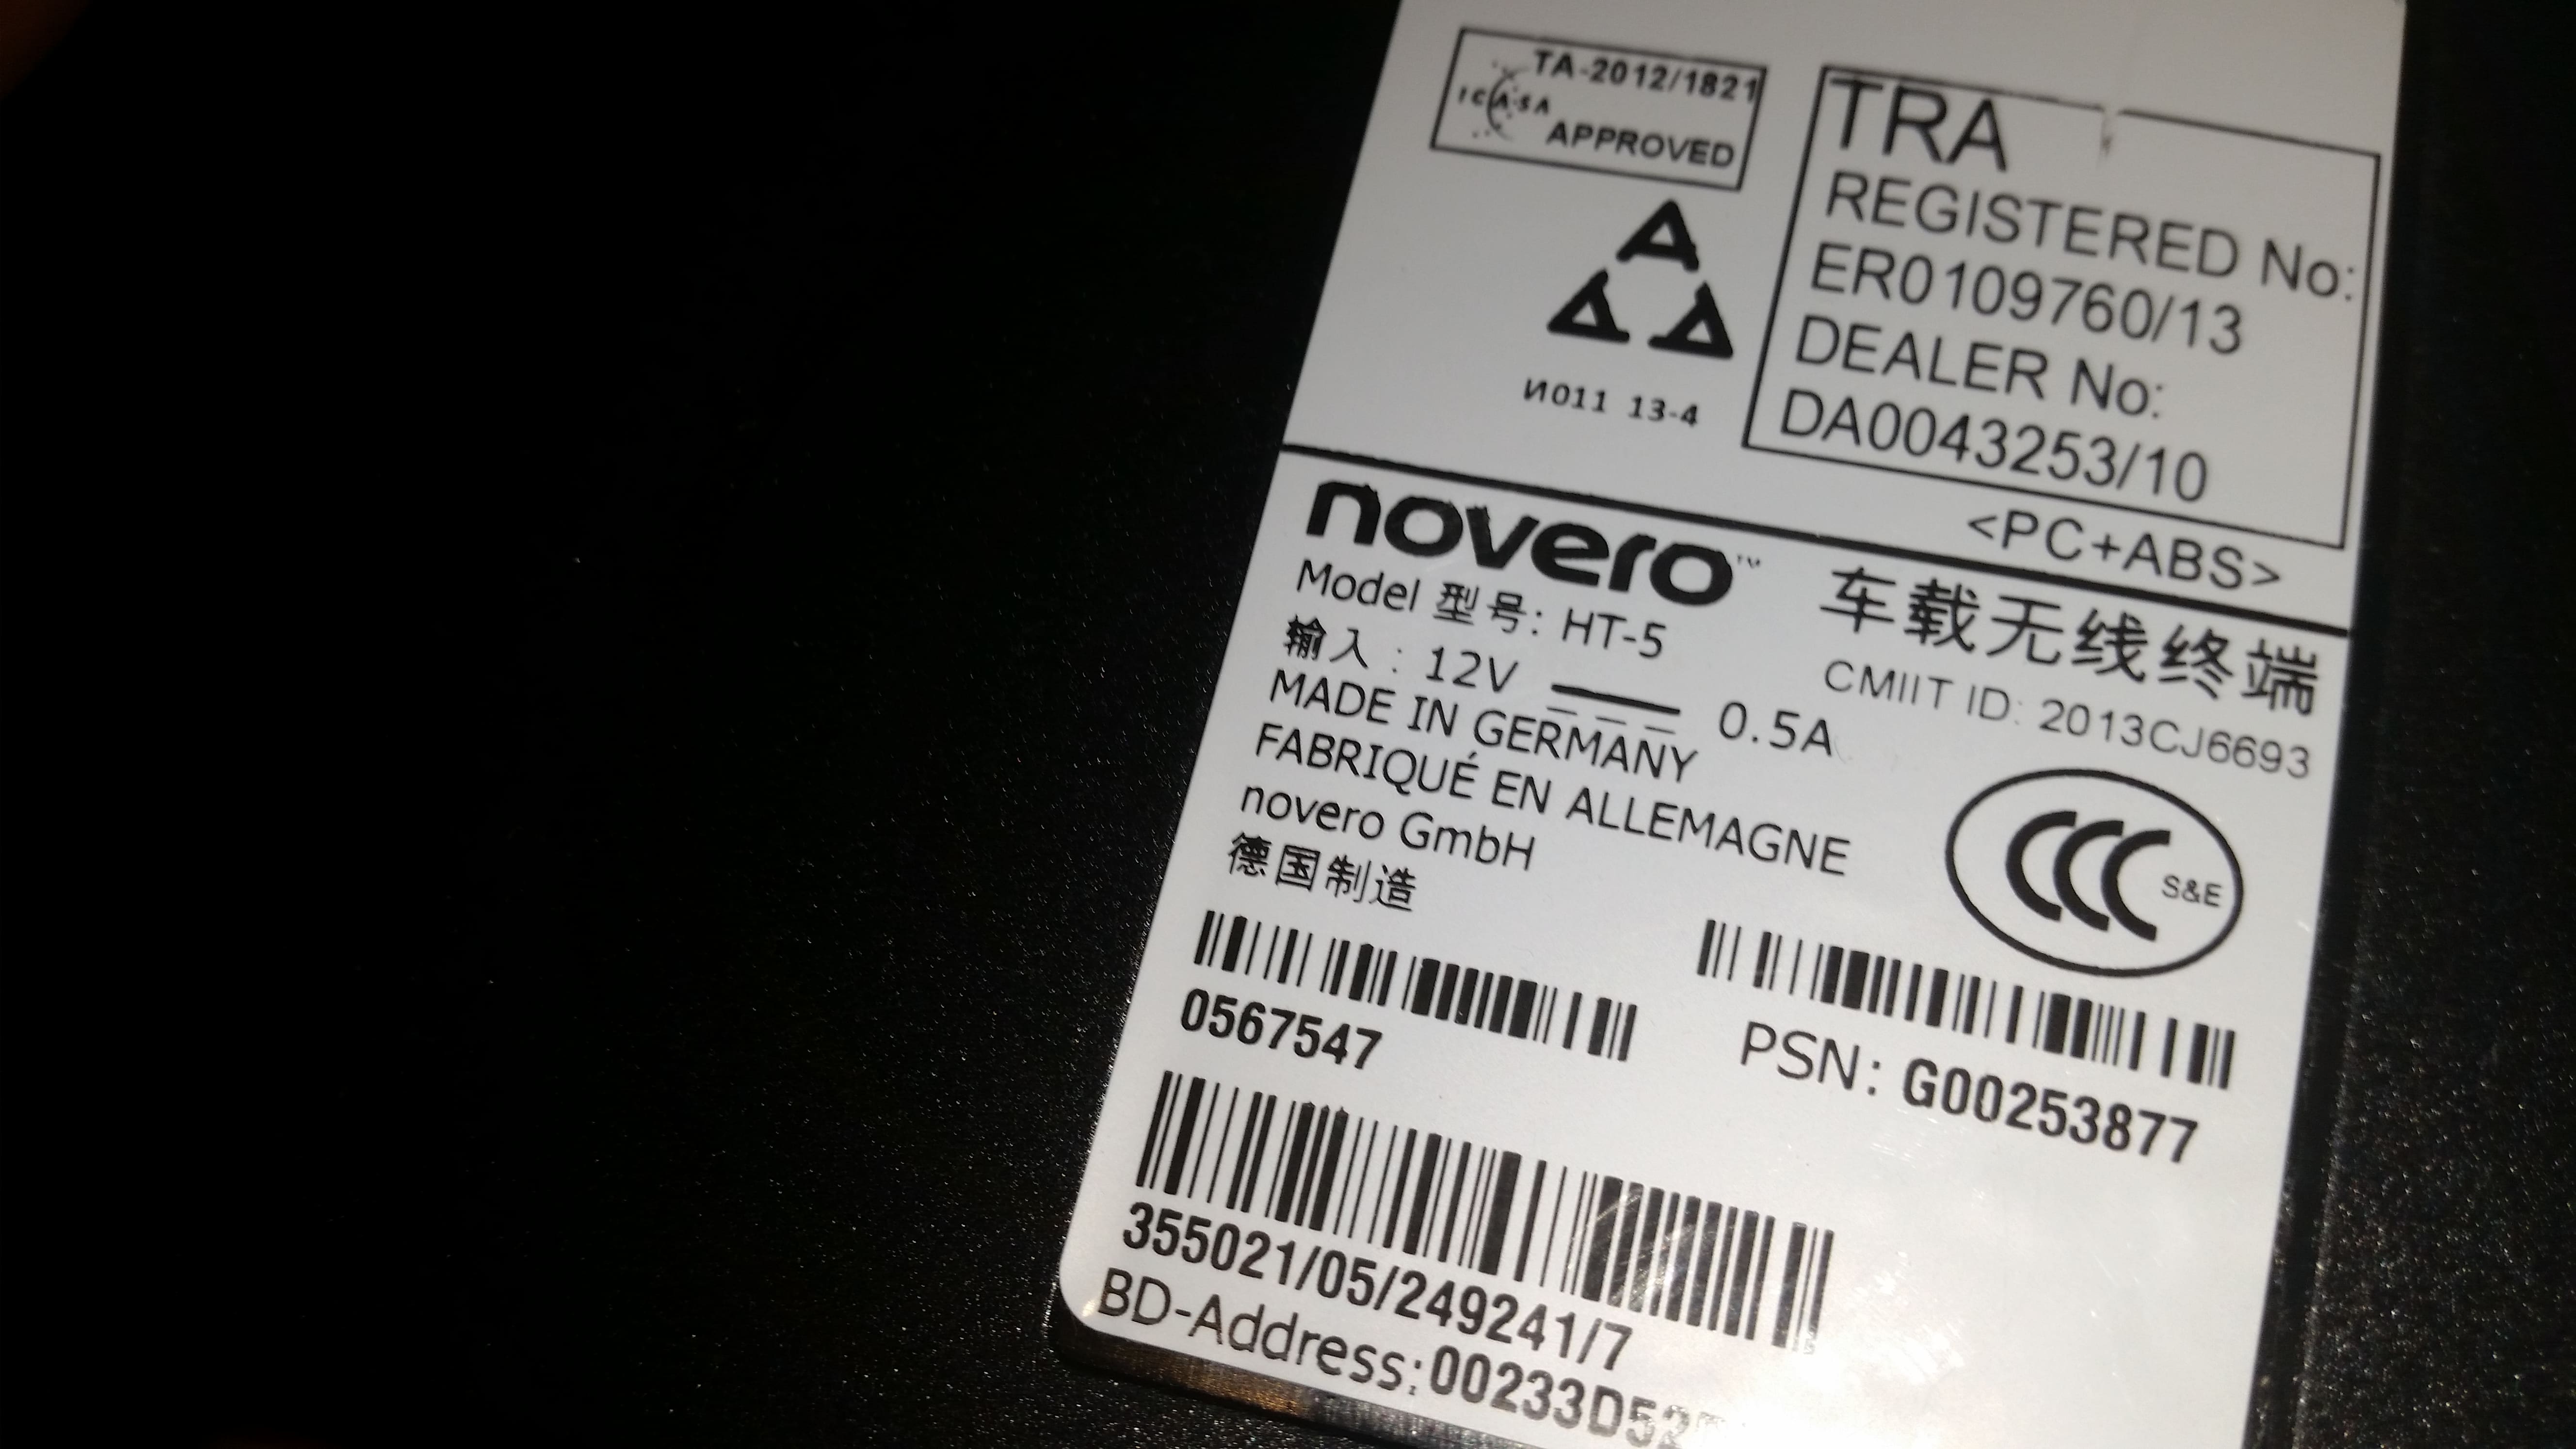 TA-2012/1821
ICASA
APPROVED
TRA
REGISTERED No:
ER0109760/13
DEALER No:
DA0043253/10
И011 13-4
<PC+ABS>
novero™
Model 型号: HT-5
输入: 12V ⎓ 0.5A
MADE IN GERMANY
FABRIQUÉ EN ALLEMAGNE
novero GmbH
德国制造
车载无线终端
CMIIT ID: 2013CJ6693
CCC S&E
0567547
PSN: G00253877
355021/05/249241/7
BD-Address: